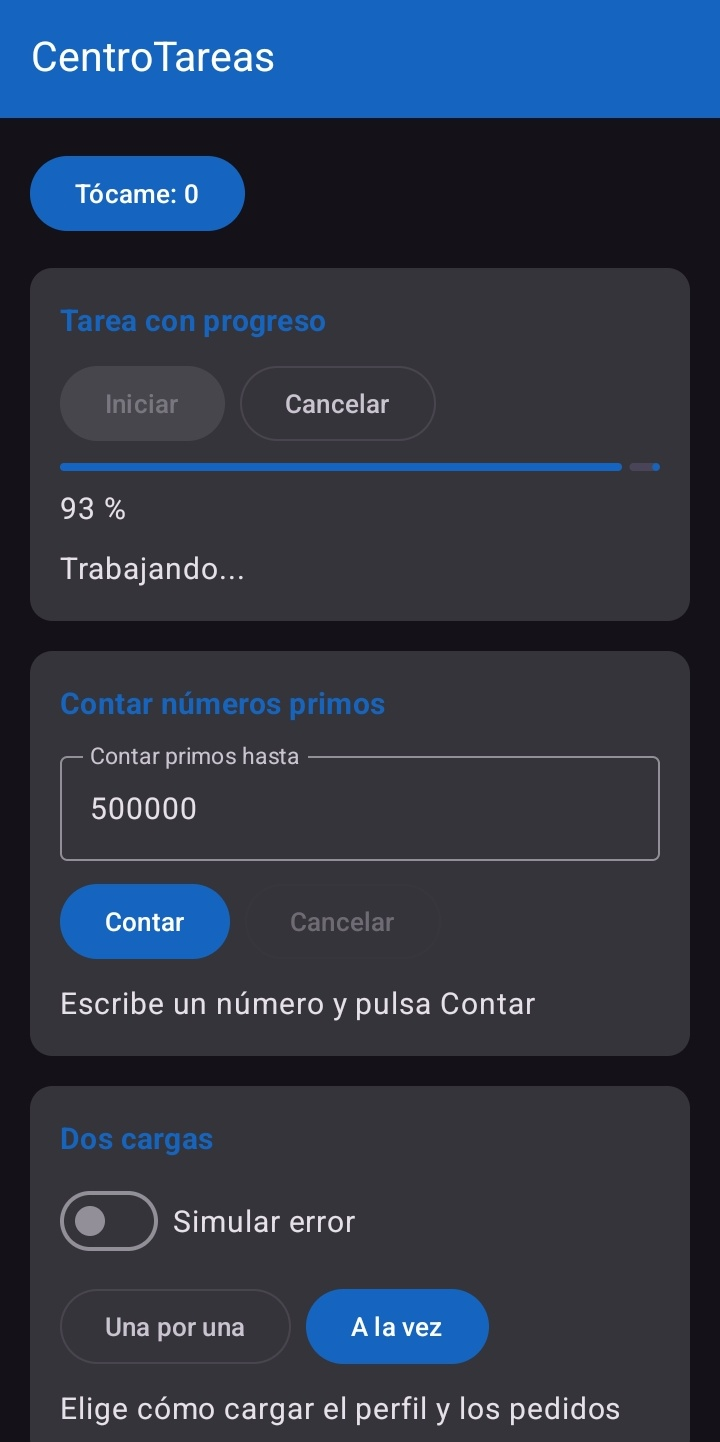 CentroTareas
Tócame: 0
Tarea con progreso
Iniciar
Cancelar
93 %
Trabajando...
Contar números primos
Contar primos hasta
500000
Contar
Cancelar
Escribe un número y pulsa Contar
Dos cargas
Simular error
Una por una
A la vez
Elige cómo cargar el perfil y los pedidos